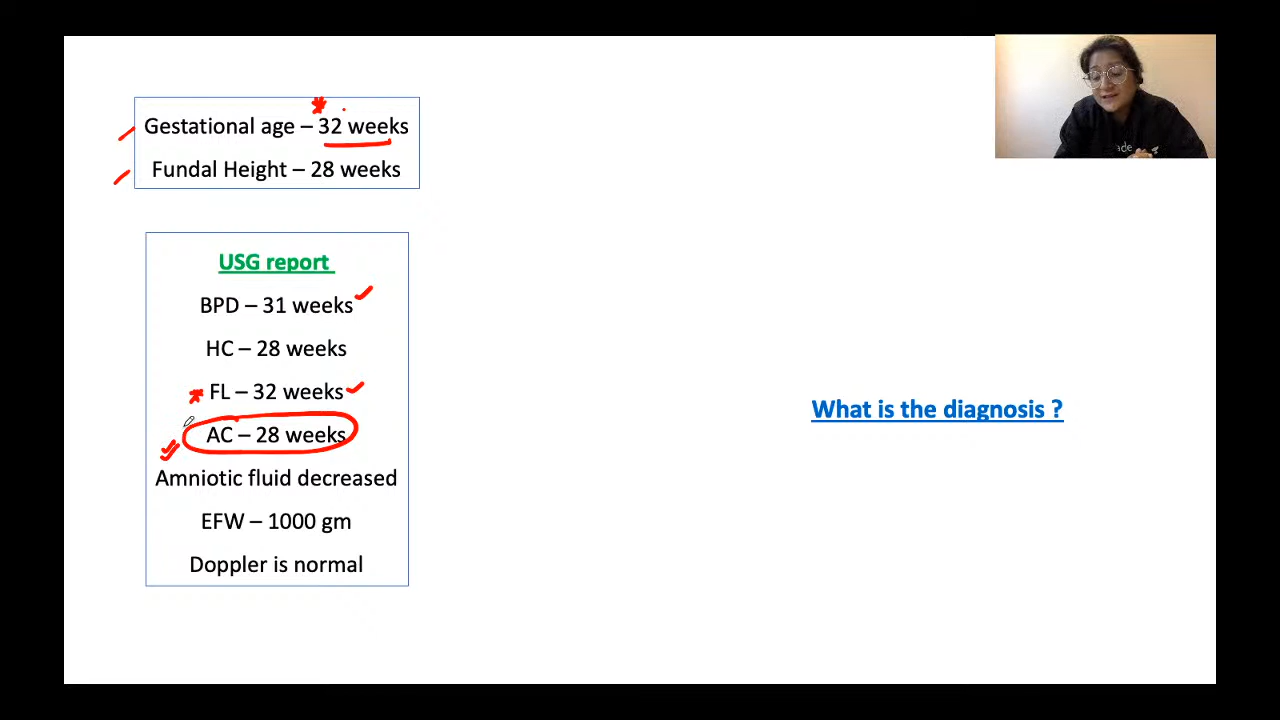 Gestational age – 32 weeks
Fundal Height – 28 weeks
USG report
BPD – 31 weeks
HC – 28 weeks
FL – 32 weeks
AC – 28 weeks
Amniotic fluid decreased
EFW – 1000 gm
Doppler is normal
What is the diagnosis ?